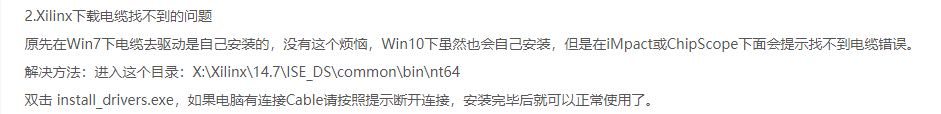 2.Xilinx下载电缆找不到的问题
原先在Win7下电缆去驱动是自己安装的，没有这个烦恼，Win10下虽然也会自己安装，但是在iMpact或ChipScope下面会提示找不到电缆错误。
解决方法：进入这个目录：X:\Xilinx\14.7\ISE_DS\common\bin\nt64
双击 install_drivers.exe，如果电脑有连接Cable请按照提示断开连接，安装完毕后就可以正常使用了。